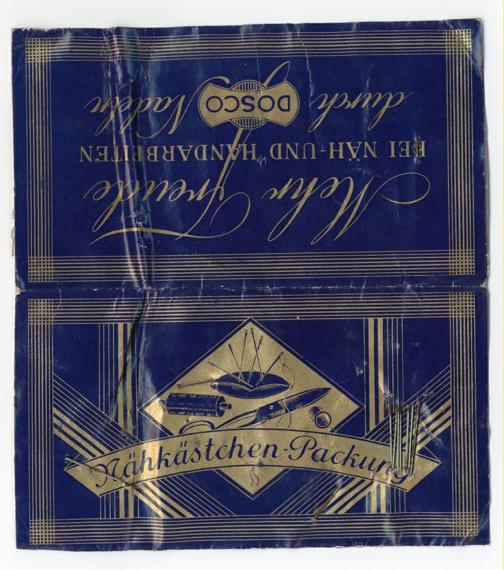 Mehr Freude
BEI NÄH-UND HANDARBEITEN
durch DOSCO Nadeln
Nähkästchen-Packung